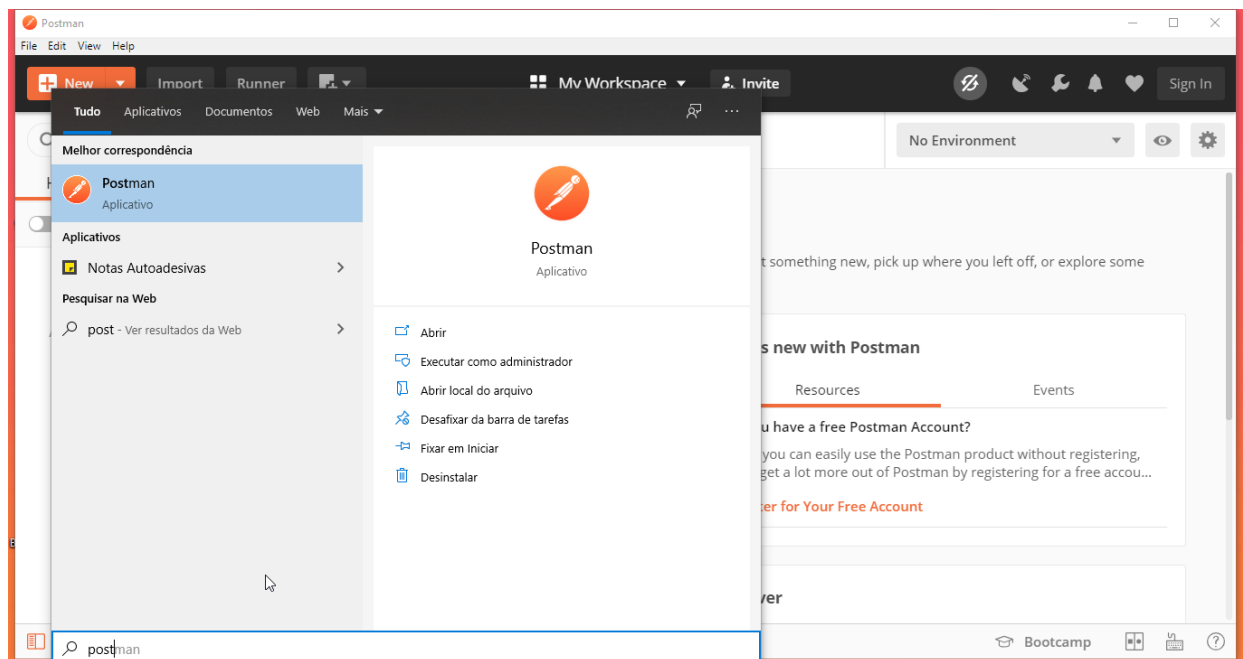 Postman
File Edit View Help
New Import Runner My Workspace Invite Sign In
Tudo Aplicativos Documentos Web Mais
No Environment
Melhor correspondência
Postman
Aplicativo
Aplicativos
Notas Autoadesivas
Pesquisar na Web
post - Ver resultados da Web
Postman
Aplicativo
Abrir
Executar como administrador
Abrir local do arquivo
Desafixar da barra de tarefas
Fixar em Iniciar
Desinstalar
t something new, pick up where you left off, or explore some
s new with Postman
Resources Events
u have a free Postman Account?
you can easily use the Postman product without registering,
get a lot more out of Postman by registering for a free accou...
ter for Your Free Account
ver
Bootcamp
postman